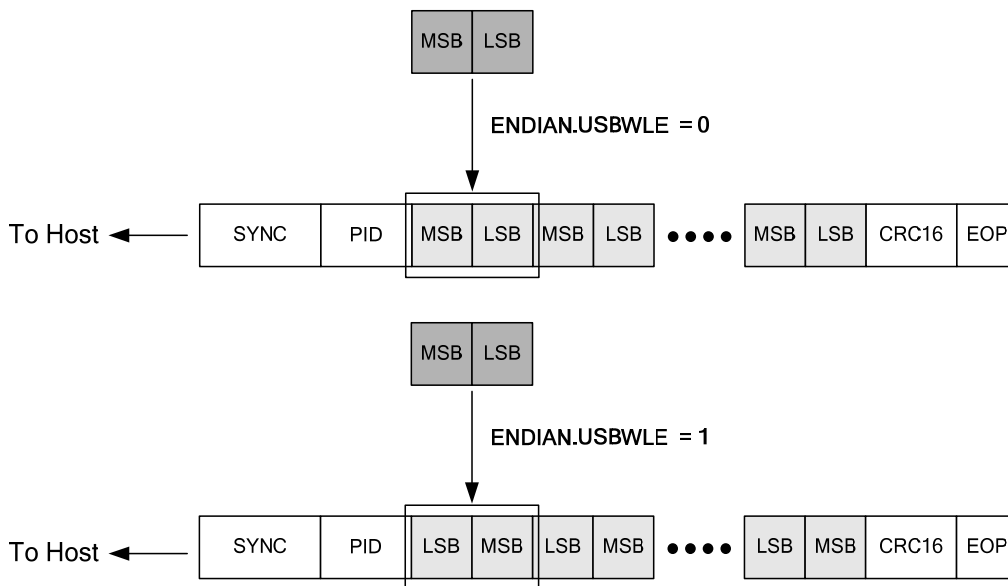 MSB LSB
ENDIAN.USBWLE = 0
To Host SYNC PID MSB LSB MSB LSB •••• MSB LSB CRC16 EOP
MSB LSB
ENDIAN.USBWLE = 1
To Host SYNC PID LSB MSB LSB MSB •••• LSB MSB CRC16 EOP